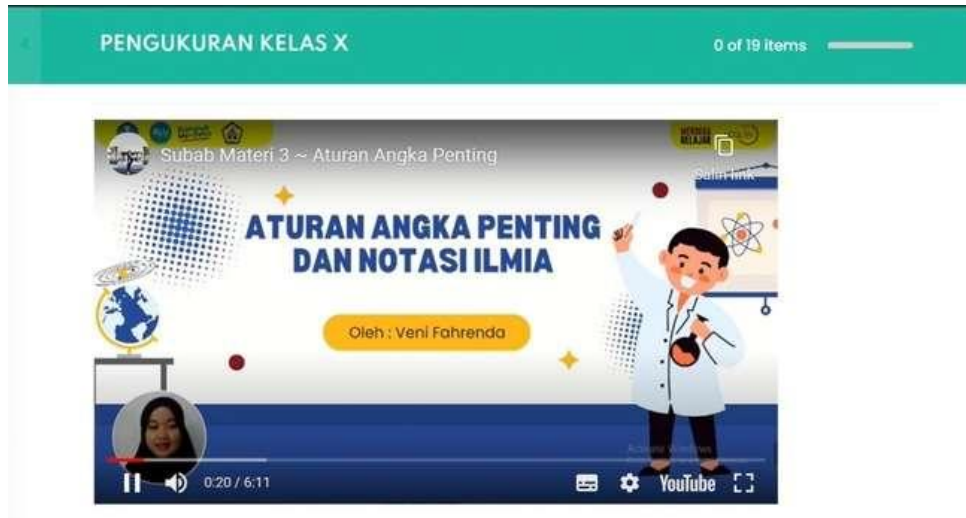 PENGUKURAN KELAS X
0 of 19 items
Subab Materi 3 ~ Aturan Angka Penting
Salin link
ATURAN ANGKA PENTING
DAN NOTASI ILMIA
Oleh : Veni Fahrenda
0:20 / 6:11
YouTube